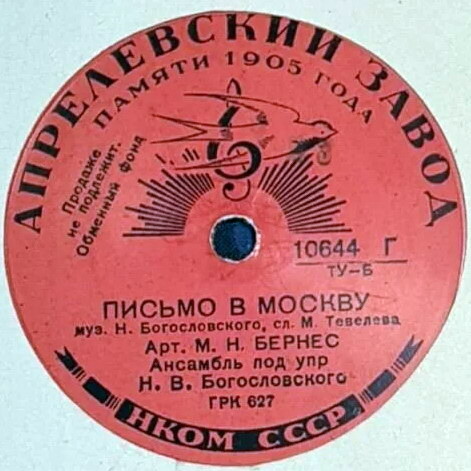 АПРЕЛЕВСКИЙ ЗАВОД
ПАМЯТИ 1905 ГОДА
Продаже
не подлежит.
Обменный фонд
10644 Г
ТУ-Б
ПИСЬМО В МОСКВУ
муз. Н. Богословского, сл. М. Тевелева
Арт. М. Н. БЕРНЕС
Ансамбль под упр
Н. В. Богословского
ГРК 627
НКОМ СССР